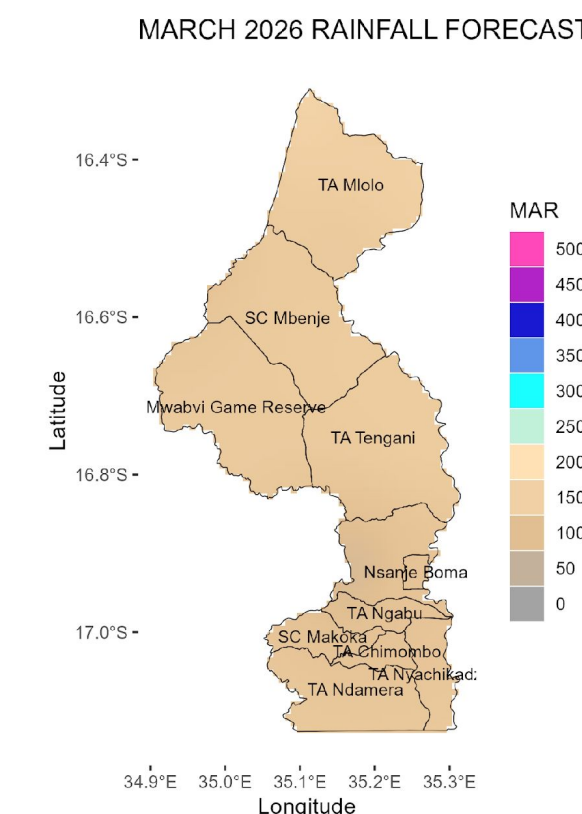 MARCH 2026 RAINFALL FORECAST
16.4°S
16.6°S
16.8°S
17.0°S
Latitude
TA Mlolo
SC Mbenje
Mwabvi Game Reserve
TA Tengani
Nsanje Boma
TA Ngabu
SC Makoka
TA Chimombo
TA Nyachikadz
TA Ndamera
34.9°E 35.0°E 35.1°E 35.2°E 35.3°E
Longitude
MAR
500
450
400
350
300
250
200
150
100
50
0